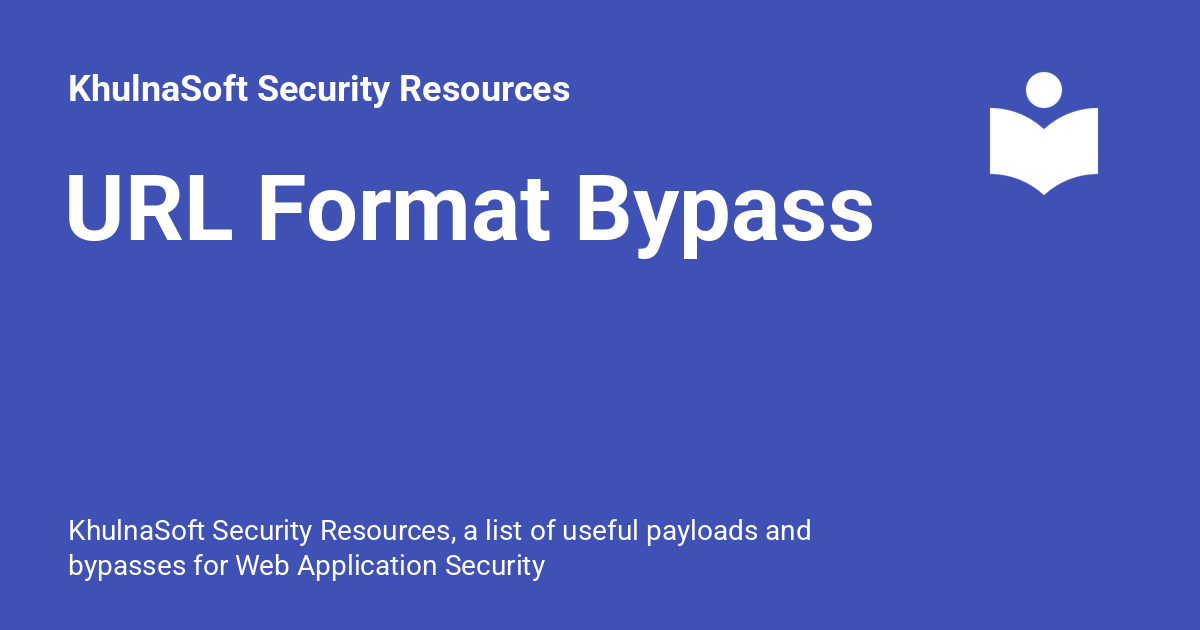 KhulnaSoft Security Resources
URL Format Bypass
KhulnaSoft Security Resources, a list of useful payloads and
bypasses for Web Application Security